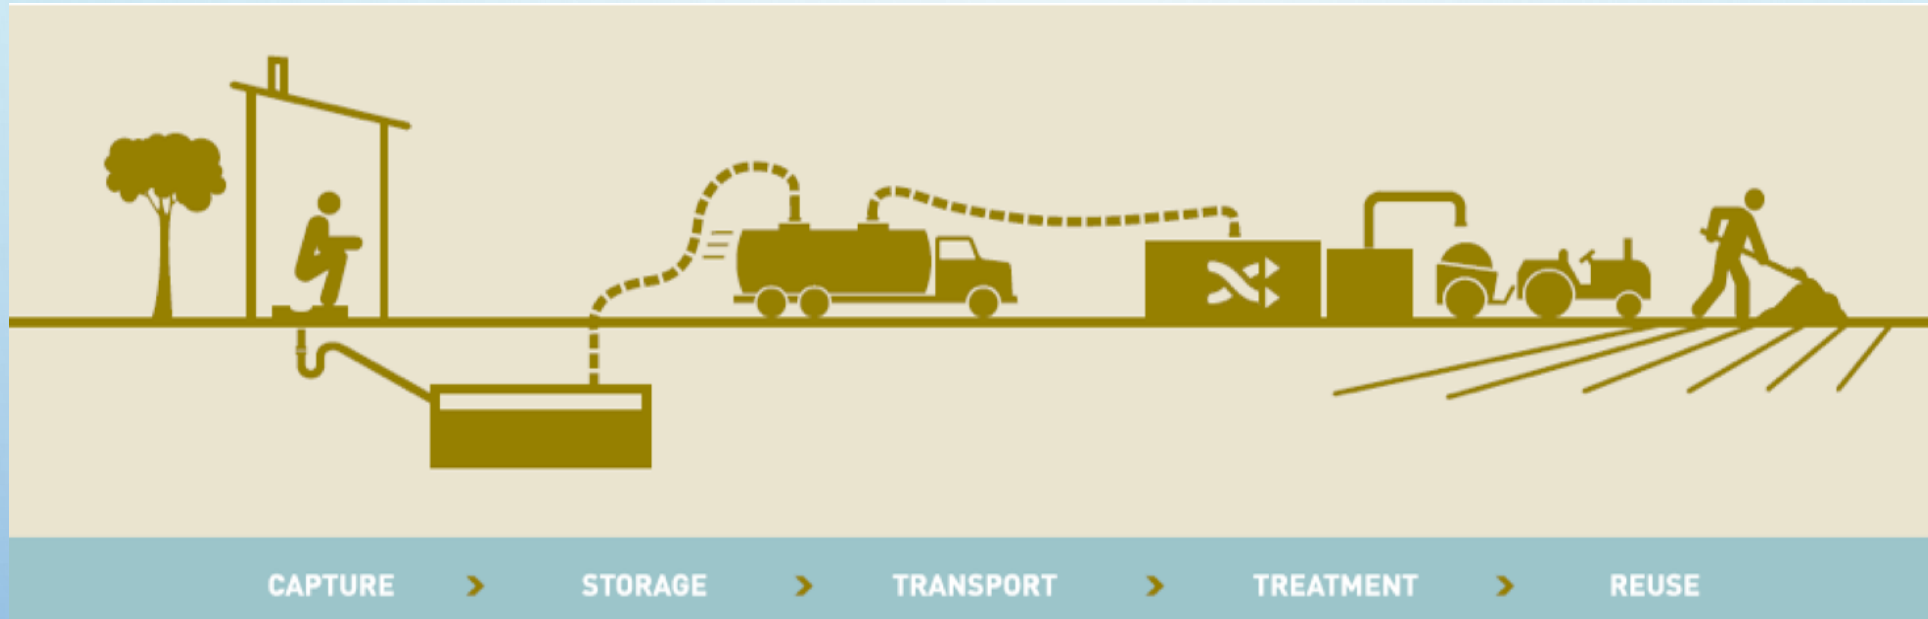 CAPTURE > STORAGE > TRANSPORT > TREATMENT > REUSE